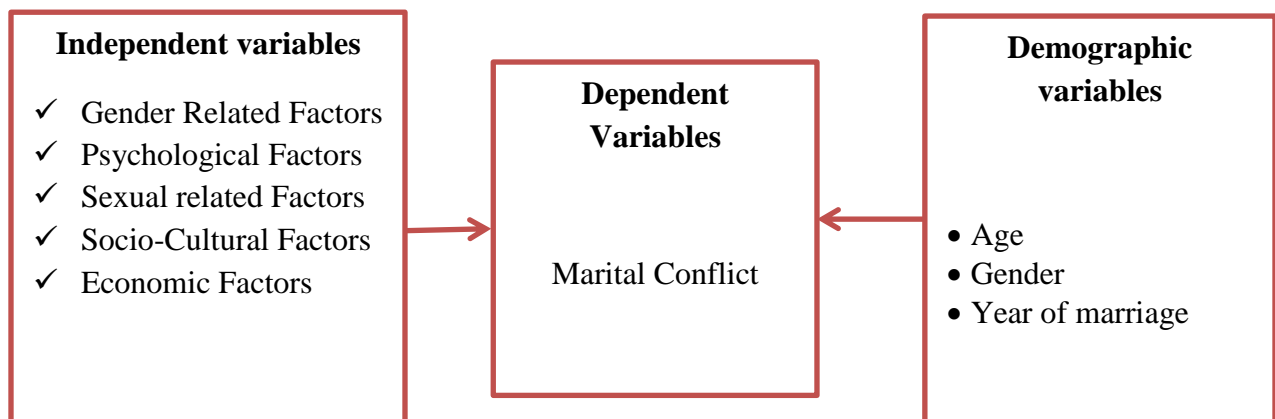 Independent variables
✓ Gender Related Factors
✓ Psychological Factors
✓ Sexual related Factors
✓ Socio-Cultural Factors
✓ Economic Factors
Dependent
Variables
Marital Conflict
Demographic
variables
• Age
• Gender
• Year of marriage